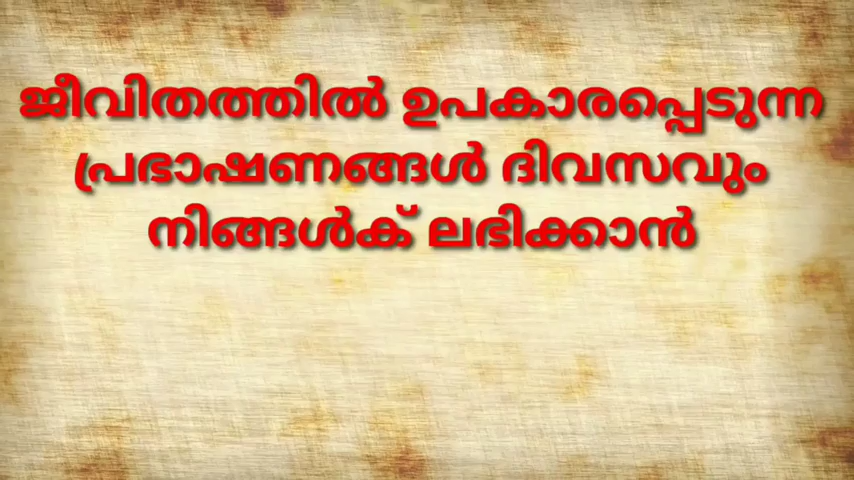 ജീവിതത്തിൽ ഉപകാരപ്പെടുന്ന
പ്രഭാഷണങ്ങൾ ദിവസവും
നിങ്ങൾക് ലഭിക്കാൻ